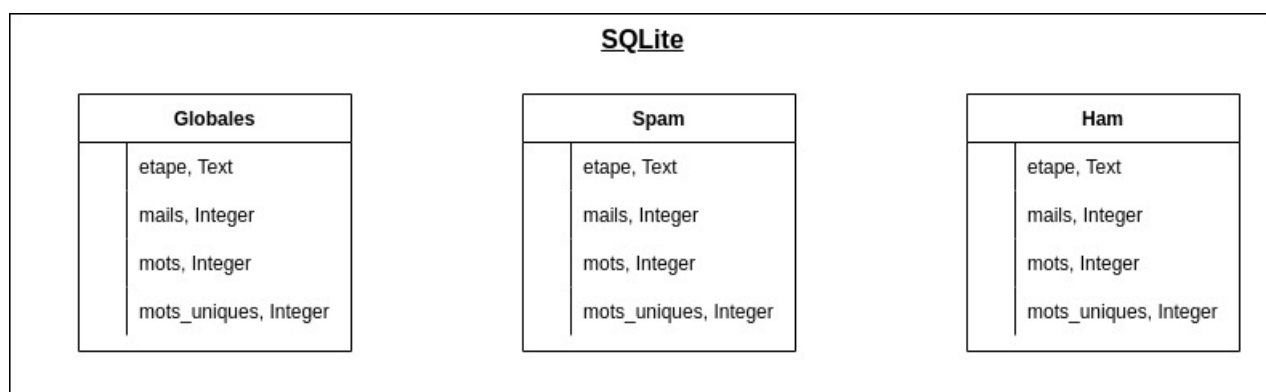 SQLite
Globales
etape, Text
mails, Integer
mots, Integer
mots_uniques, Integer
Spam
etape, Text
mails, Integer
mots, Integer
mots_uniques, Integer
Ham
etape, Text
mails, Integer
mots, Integer
mots_uniques, Integer